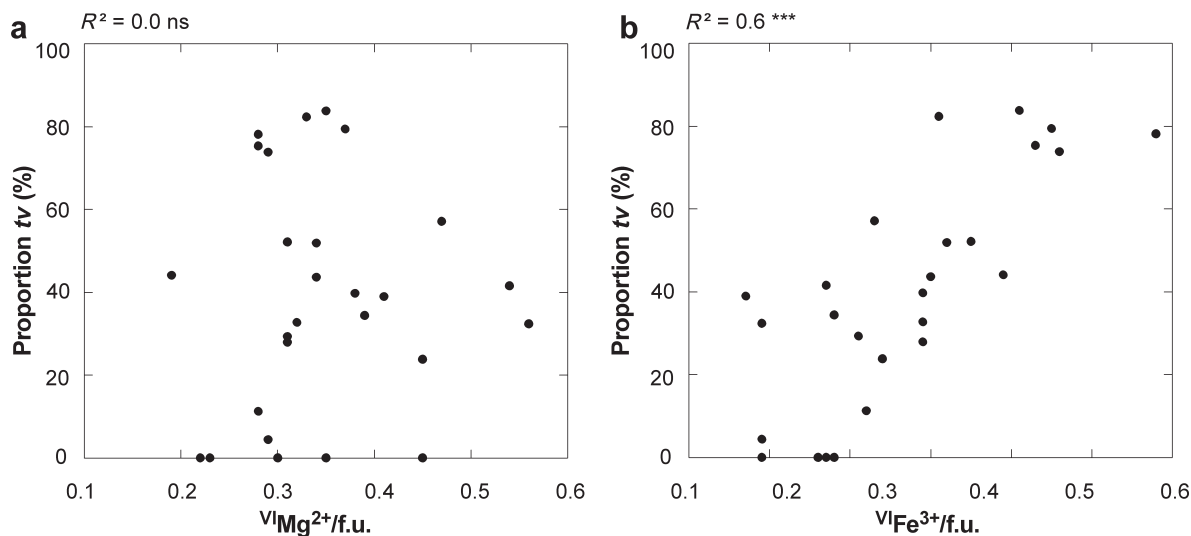 a
R² = 0.0 ns
100
80
60
40
20
0
Proportion tv (%)
0.1 0.2 0.3 0.4 0.5 0.6
ⱽᴵMg²⁺/f.u.
b
R² = 0.6 ***
100
80
60
40
20
0
Proportion tv (%)
0.1 0.2 0.3 0.4 0.5 0.6
ⱽᴵFe³⁺/f.u.